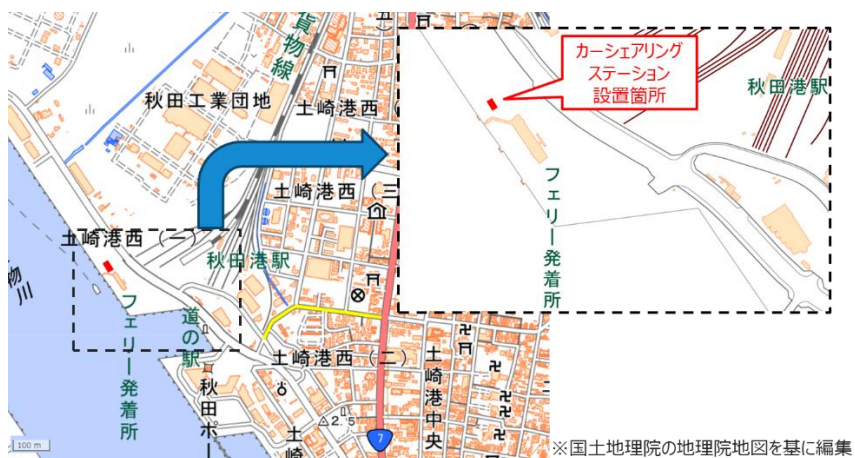 貨物線
秋田工業団地
土崎港西（
土崎港西（三
土崎港西（一）
秋田港駅
フェリー発着所
道の駅
秋田ポー
土崎港西（二）
土崎港中央
土崎
物川
2.5
7
100 m
カーシェアリング
ステーション
設置箇所
秋田港駅
フェリー発着所
※国土地理院の地理院地図を基に編集